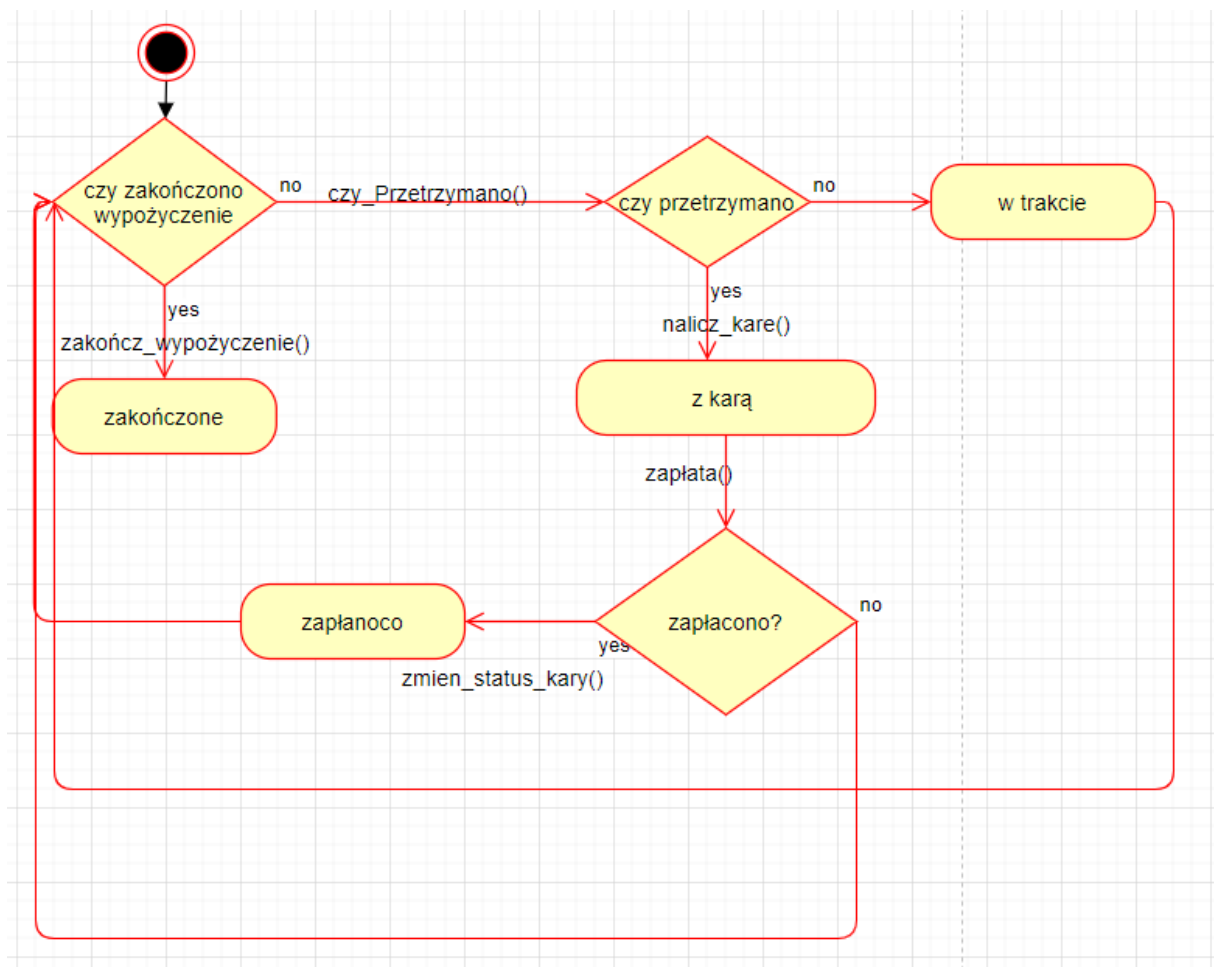 czy zakończono
wypożyczenie
no
czy_Przetrzymano()
czy przetrzymano
no
w trakcie
yes
zakończ_wypożyczenie()
zakończone
yes
nalicz_kare()
z karą
zapłata()
zapłacono?
no
yes
zmien_status_kary()
zapłanoco